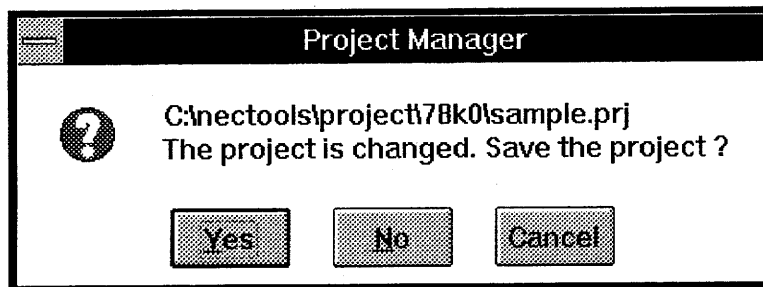 Project Manager
C:\nectools\project\78k0\sample.prj
The project is changed. Save the project ?
Yes No Cancel